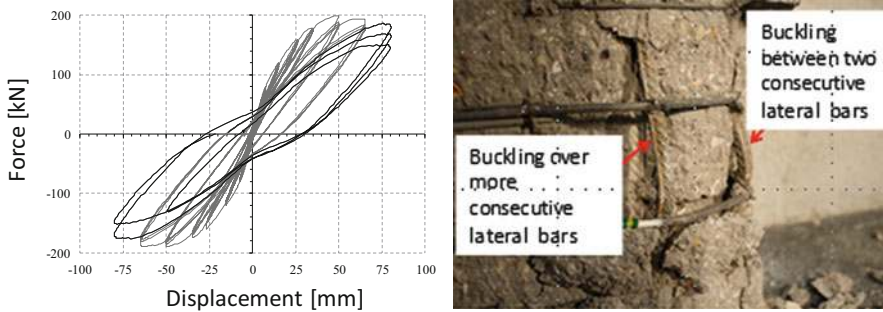 Force [kN]
200
100
0
-100
-200
-100 -75 -50 -25 0 25 50 75 100
Displacement [mm]
Buckling
between two
consecutive
lateral bars
Buckling over
more
consecutive
lateral bars